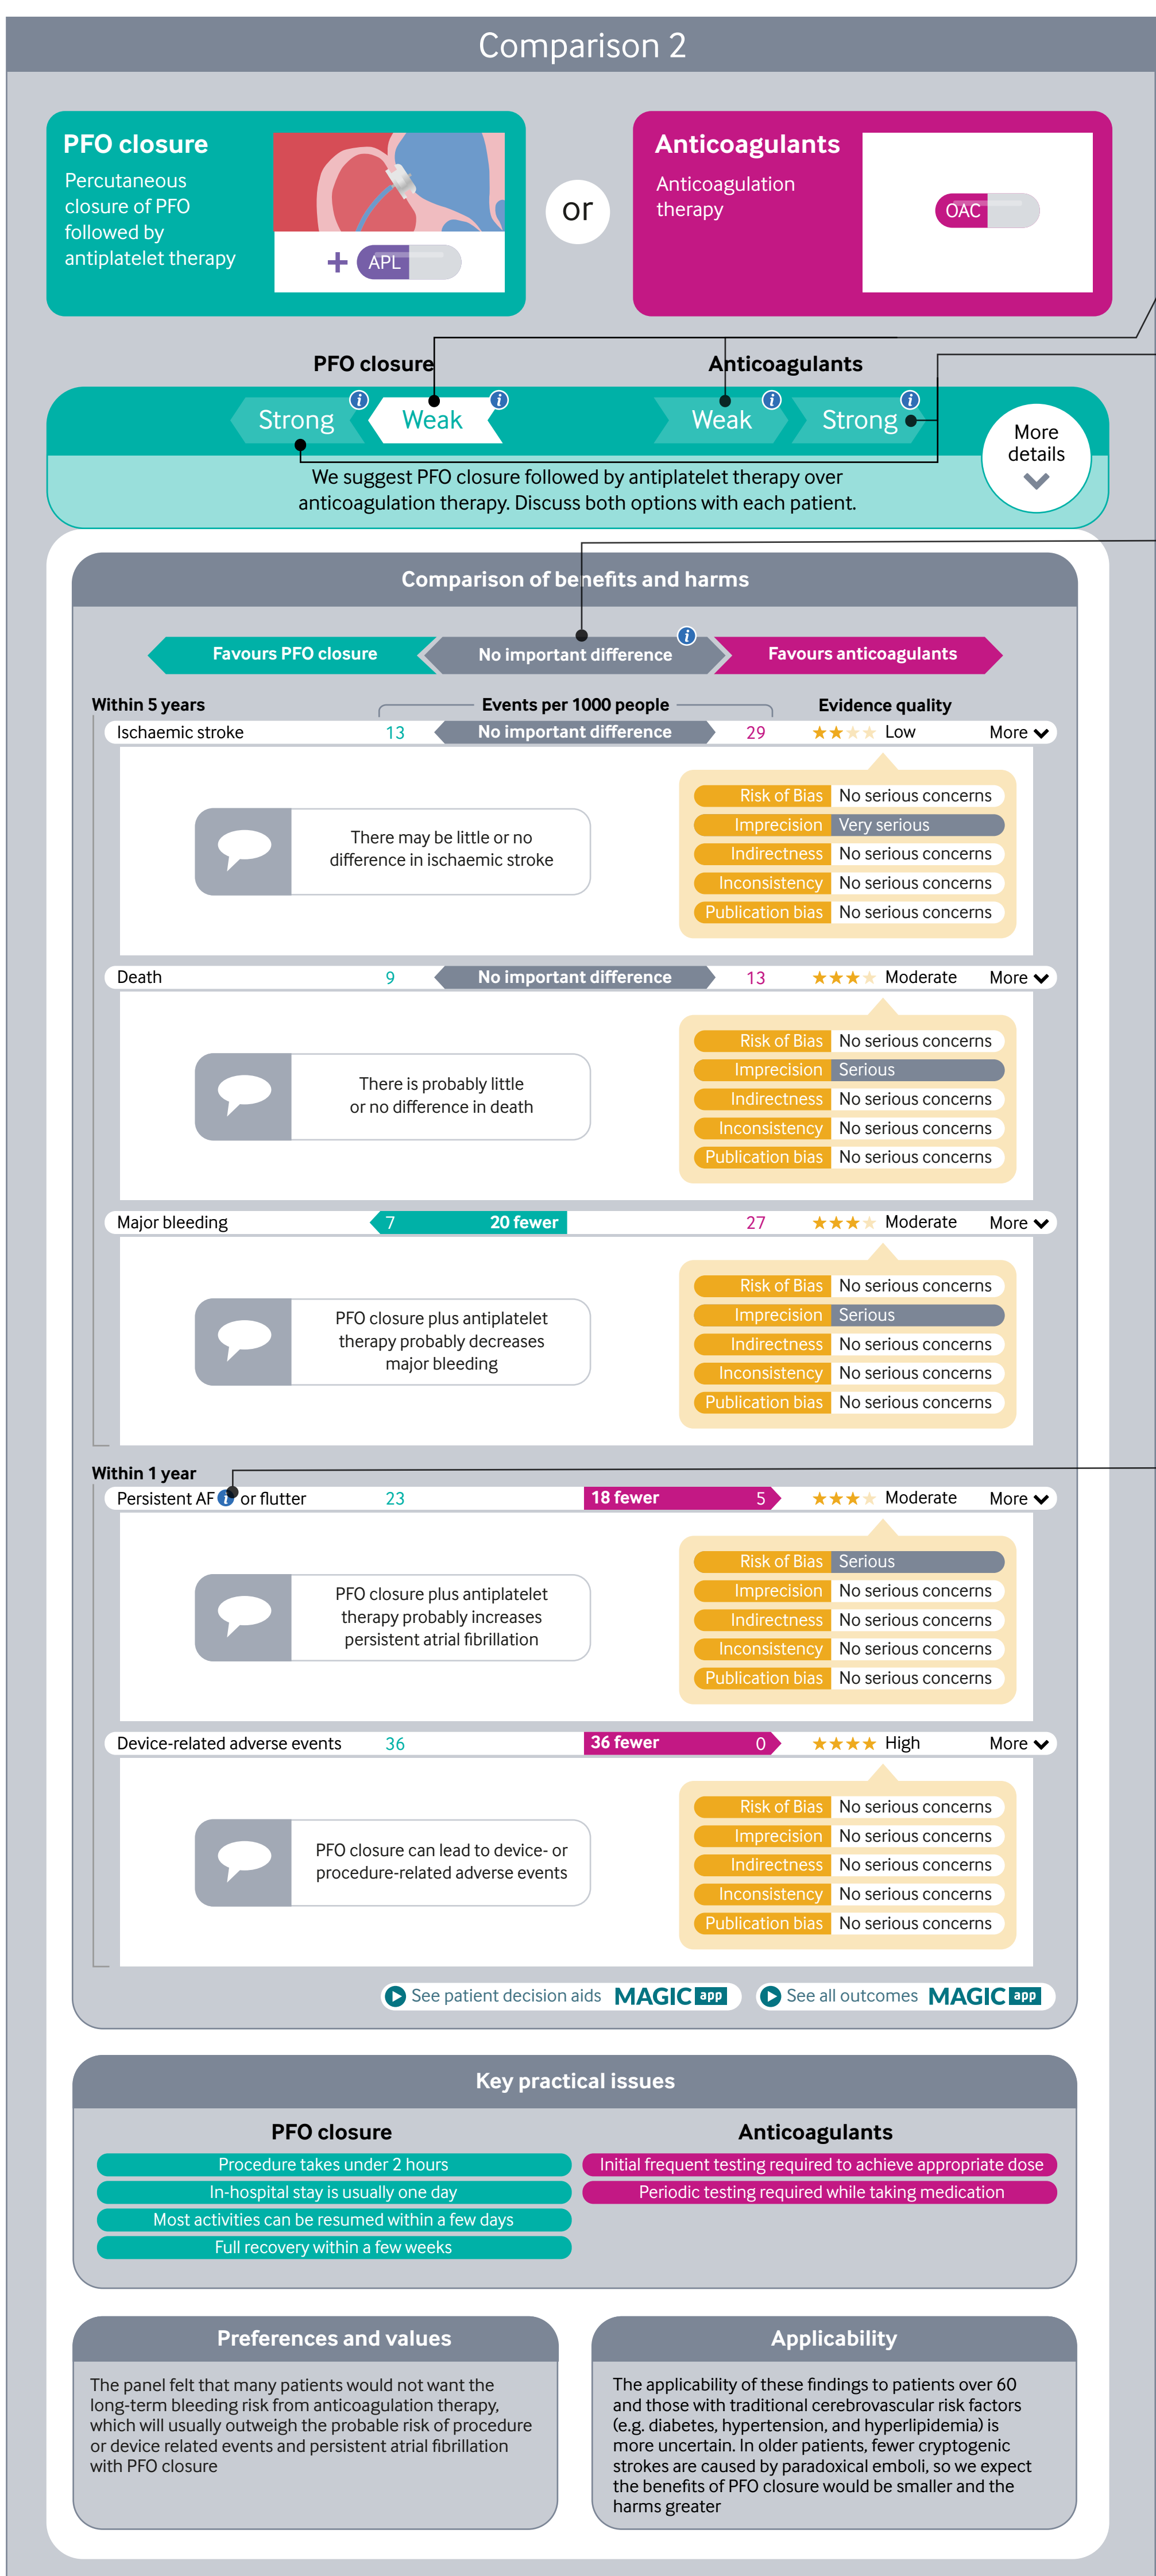 Comparison 2
PFO closure
Percutaneous
closure of PFO
followed by
antiplatelet therapy
+ APL
or
Anticoagulants
Anticoagulation
therapy
OAC
PFO closure
Anticoagulants
Strong i
Weak i
Weak i
Strong i
More
details
We suggest PFO closure followed by antiplatelet therapy over
anticoagulation therapy. Discuss both options with each patient.
Comparison of benefits and harms
Favours PFO closure
No important difference i
Favours anticoagulants
Within 5 years
Events per 1000 people
Evidence quality
Ischaemic stroke 13 No important difference 29 Low More
There may be little or no
difference in ischaemic stroke
Risk of Bias No serious concerns
Imprecision Very serious
Indirectness No serious concerns
Inconsistency No serious concerns
Publication bias No serious concerns
Death 9 No important difference 13 Moderate More
There is probably little
or no difference in death
Risk of Bias No serious concerns
Imprecision Serious
Indirectness No serious concerns
Inconsistency No serious concerns
Publication bias No serious concerns
Major bleeding 7 20 fewer 27 Moderate More
PFO closure plus antiplatelet
therapy probably decreases
major bleeding
Risk of Bias No serious concerns
Imprecision Serious
Indirectness No serious concerns
Inconsistency No serious concerns
Publication bias No serious concerns
Within 1 year
Persistent AF i or flutter 23 18 fewer 5 Moderate More
PFO closure plus antiplatelet
therapy probably increases
persistent atrial fibrillation
Risk of Bias Serious
Imprecision No serious concerns
Indirectness No serious concerns
Inconsistency No serious concerns
Publication bias No serious concerns
Device-related adverse events 36 36 fewer 0 High More
PFO closure can lead to device- or
procedure-related adverse events
Risk of Bias No serious concerns
Imprecision No serious concerns
Indirectness No serious concerns
Inconsistency No serious concerns
Publication bias No serious concerns
See patient decision aids MAGIC app
See all outcomes MAGIC app
Key practical issues
PFO closure
Procedure takes under 2 hours
In-hospital stay is usually one day
Most activities can be resumed within a few days
Full recovery within a few weeks
Anticoagulants
Initial frequent testing required to achieve appropriate dose
Periodic testing required while taking medication
Preferences and values
The panel felt that many patients would not want the
long-term bleeding risk from anticoagulation therapy,
which will usually outweigh the probable risk of procedure
or device related events and persistent atrial fibrillation
with PFO closure
Applicability
The applicability of these findings to patients over 60
and those with traditional cerebrovascular risk factors
(e.g. diabetes, hypertension, and hyperlipidemia) is
more uncertain. In older patients, fewer cryptogenic
strokes are caused by paradoxical emboli, so we expect
the benefits of PFO closure would be smaller and the
harms greater